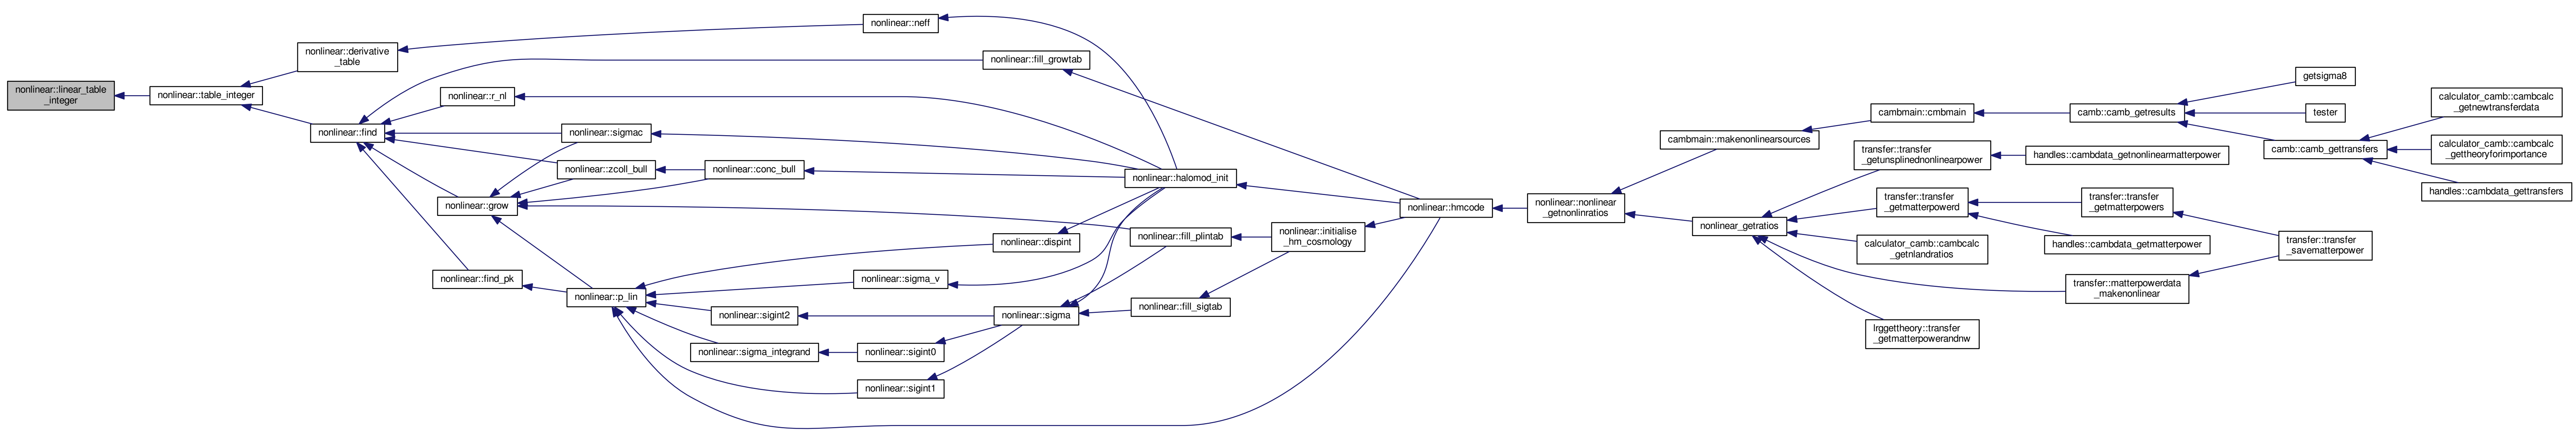 nonlinear::linear_table
_integer
nonlinear::table_integer
nonlinear::derivative
_table
nonlinear::find
nonlinear::neff
nonlinear::fill_growtab
nonlinear::r_nl
nonlinear::sigmac
nonlinear::zcoll_bull
nonlinear::conc_bull
nonlinear::grow
nonlinear::find_pk
nonlinear::p_lin
nonlinear::halomod_init
nonlinear::dispint
nonlinear::fill_plintab
nonlinear::sigma_v
nonlinear::sigint2
nonlinear::sigma
nonlinear::fill_sigtab
nonlinear::sigma_integrand
nonlinear::sigint0
nonlinear::sigint1
nonlinear::initialise
_hm_cosmology
nonlinear::hmcode
nonlinear::nonlinear
_getnonlinratios
cambmain::makenonlinearsources
cambmain::cmbmain
camb::camb_getresults
getsigma8
tester
camb::camb_gettransfers
calculator_camb::cambcalc
_getnewtransferdata
calculator_camb::cambcalc
_gettheoryforimportance
handles::cambdata_gettransfers
nonlinear_getratios
transfer::transfer
_getunsplinednonlinearpower
handles::cambdata_getnonlinearmatterpower
transfer::transfer
_getmatterpowerd
transfer::transfer
_getmatterpowers
handles::cambdata_getmatterpower
transfer::transfer
_savematterpower
calculator_camb::cambcalc
_getnlandratios
transfer::matterpowerdata
_makenonlinear
lrggettheory::transfer
_getmatterpowerandnw